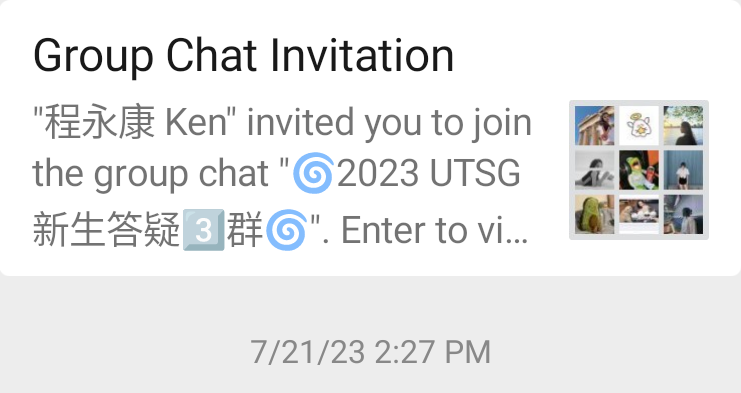 Group Chat Invitation
"程永康 Ken" invited you to join
the group chat "🌀2023 UTSG
新生答疑3️⃣群🌀". Enter to vi...
7/21/23 2:27 PM